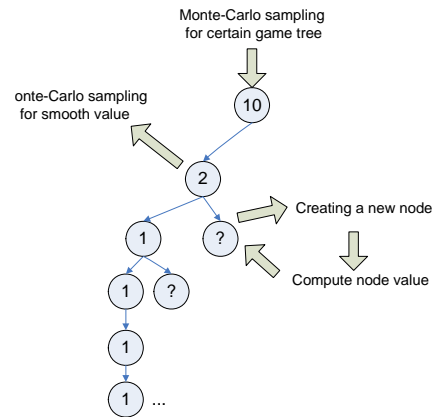 Monte-Carlo sampling
for certain game tree
10
onte-Carlo sampling
for smooth value
2
1
?
Creating a new node
Compute node value
1
?
1
1 ...